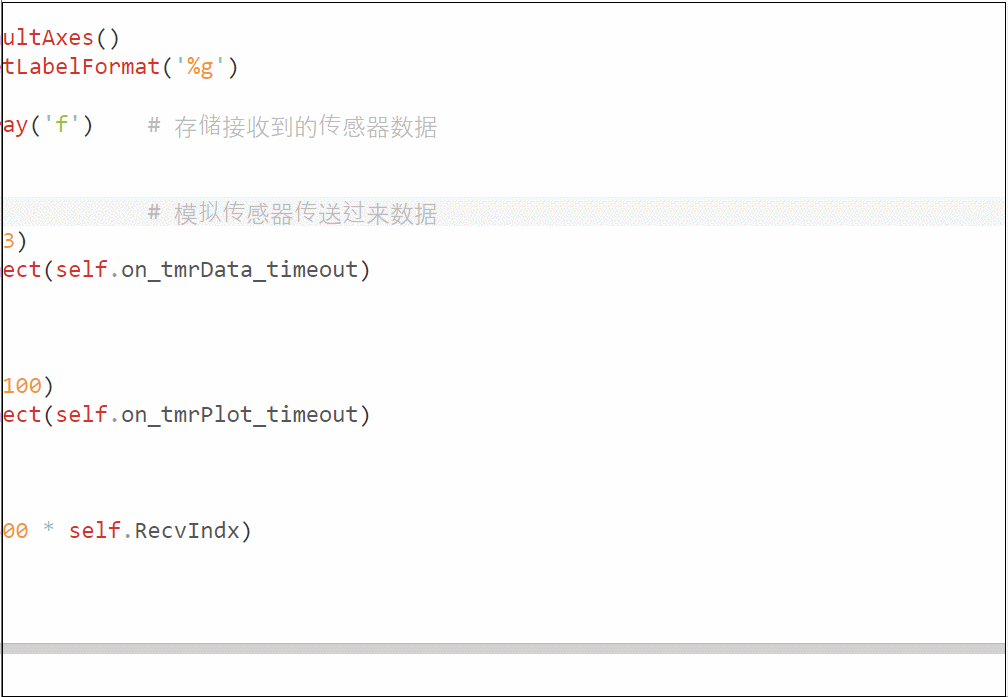 ultAxes()
tLabelFormat('%g')
ay('f')    # 存储接收到的传感器数据
# 模拟传感器传送过来数据
3)
ect(self.on_tmrData_timeout)
100)
ect(self.on_tmrPlot_timeout)
00 * self.RecvIndx)